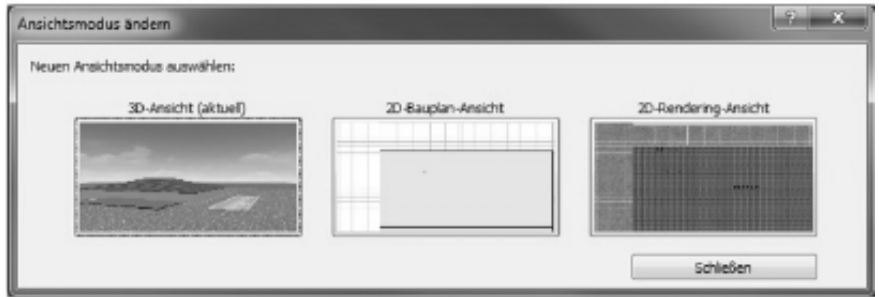 Ansichtsmodus ändern
Neuen Ansichtsmodus auswählen:
3D-Ansicht (aktuell) 2D-Bauplan-Ansicht 2D-Rendering-Ansicht
Schließen